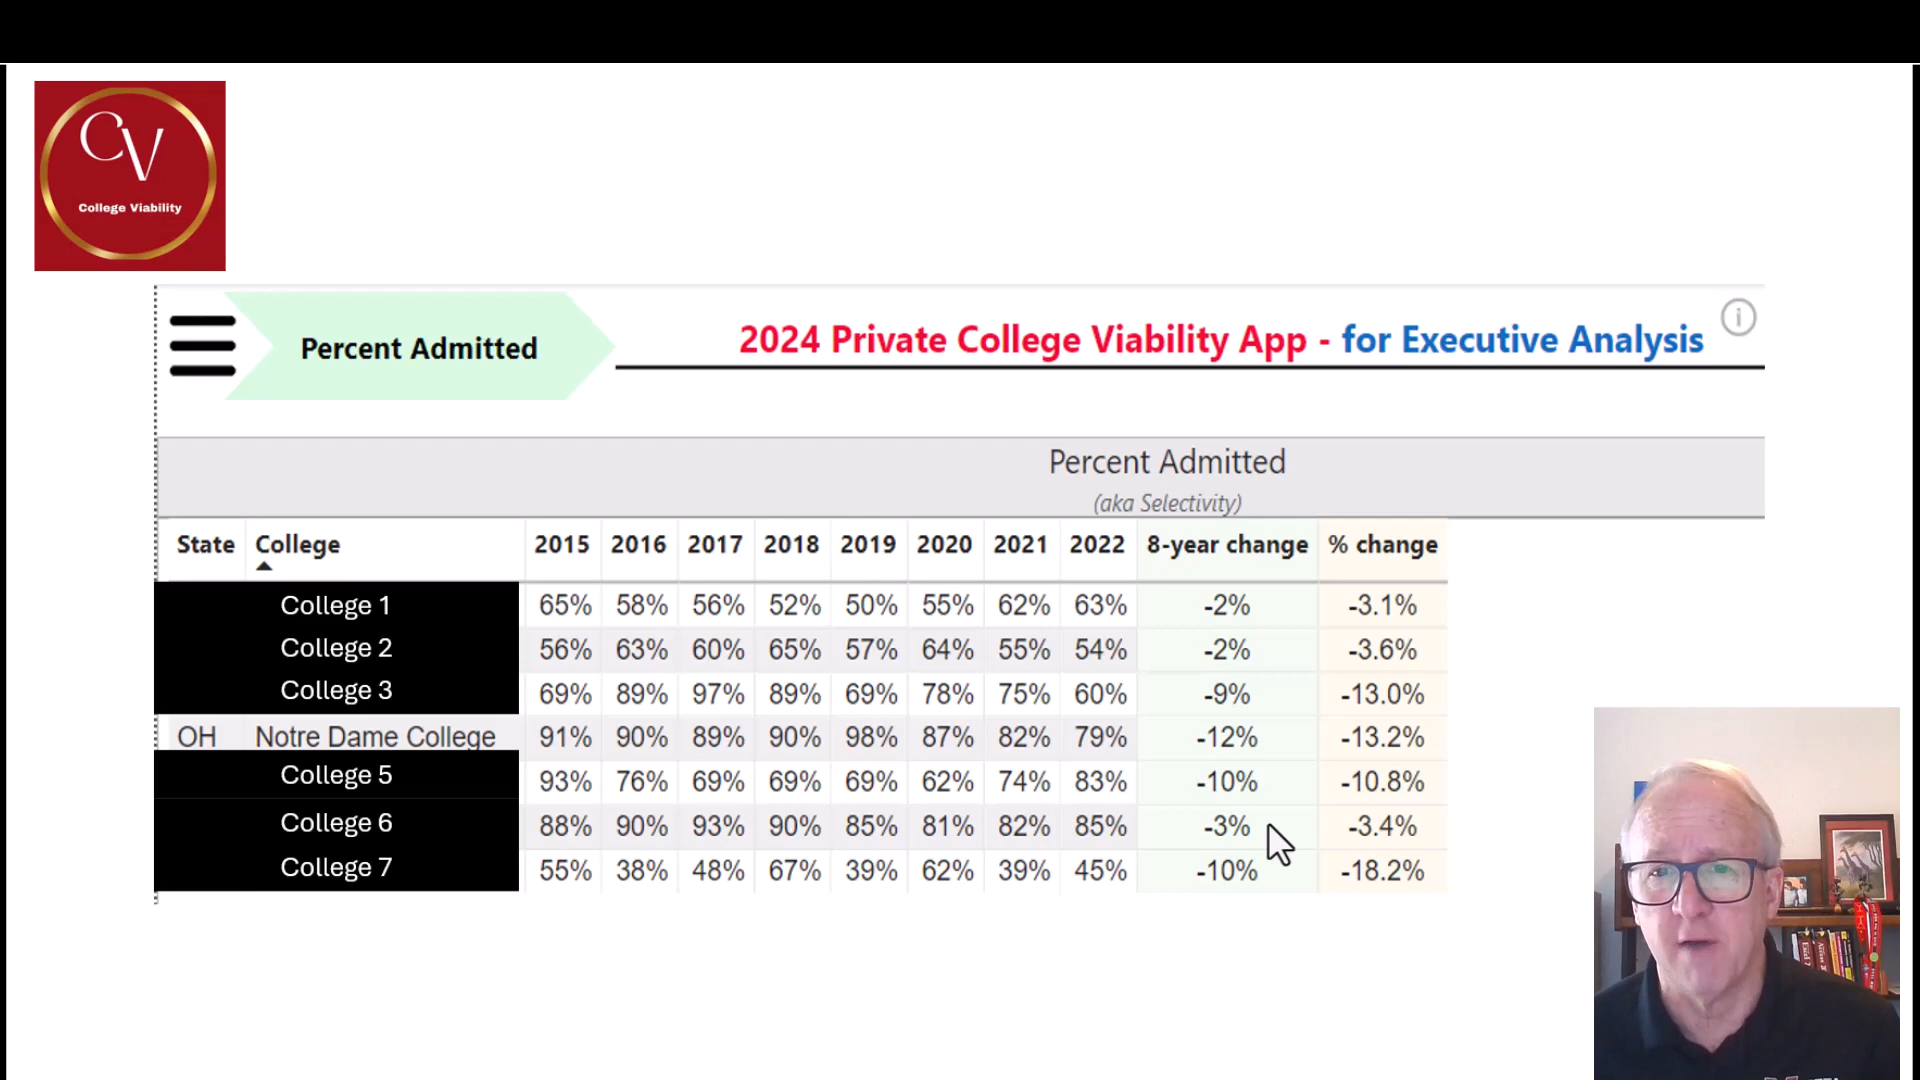 CV
College Viability
Percent Admitted
2024 Private College Viability App - for Executive Analysis
i
Percent Admitted
(aka Selectivity)
State College 2015 2016 2017 2018 2019 2020 2021 2022 8-year change % change
College 1 65% 58% 56% 52% 50% 55% 62% 63% -2% -3.1%
College 2 56% 63% 60% 65% 57% 64% 55% 54% -2% -3.6%
College 3 69% 89% 97% 89% 69% 78% 75% 60% -9% -13.0%
OH Notre Dame College 91% 90% 89% 90% 98% 87% 82% 79% -12% -13.2%
College 5 93% 76% 69% 69% 69% 62% 74% 83% -10% -10.8%
College 6 88% 90% 93% 90% 85% 81% 82% 85% -3% -3.4%
College 7 55% 38% 48% 67% 39% 62% 39% 45% -10% -18.2%